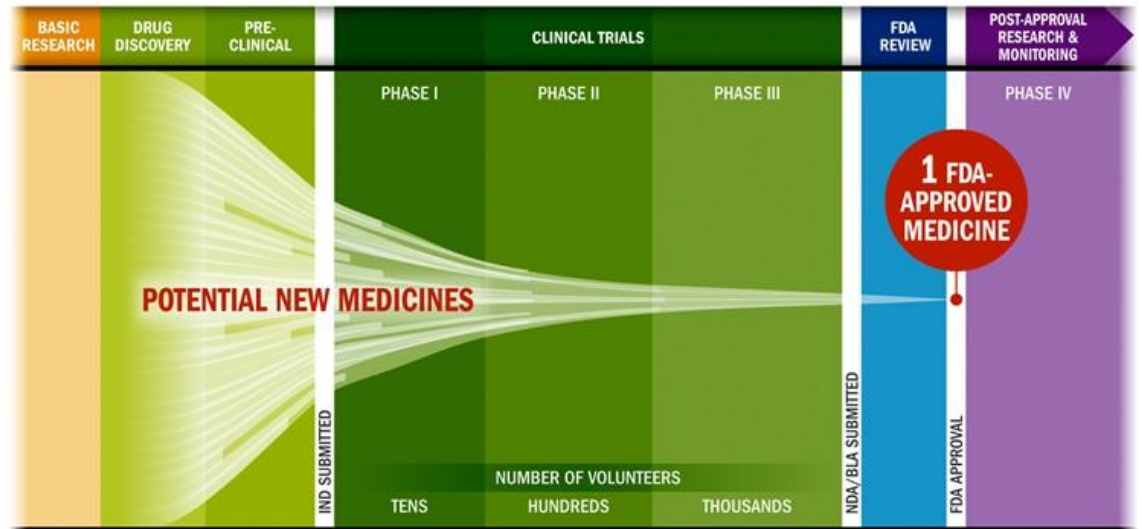 BASIC
RESEARCH
DRUG
DISCOVERY
PRE-
CLINICAL
CLINICAL TRIALS
FDA
REVIEW
POST-APPROVAL
RESEARCH &
MONITORING
PHASE I
PHASE II
PHASE III
PHASE IV
1 FDA-
APPROVED
MEDICINE
POTENTIAL NEW MEDICINES
IND SUBMITTED
NDA/BLA SUBMITTED
FDA APPROVAL
NUMBER OF VOLUNTEERS
TENS
HUNDREDS
THOUSANDS